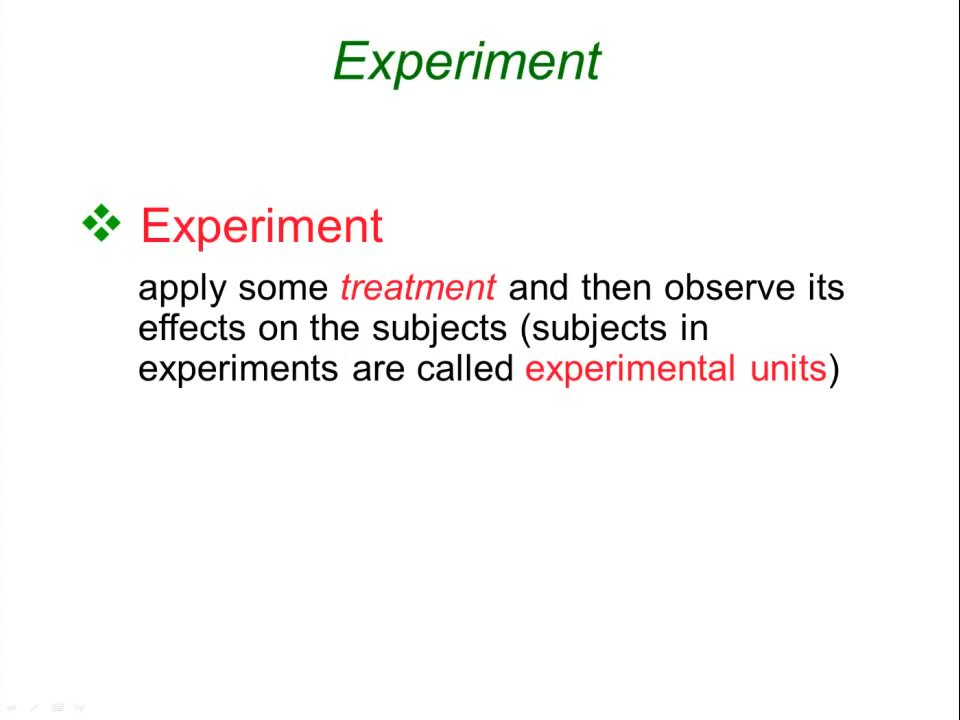 Experiment
Experiment
apply some treatment and then observe its
effects on the subjects (subjects in
experiments are called experimental units)